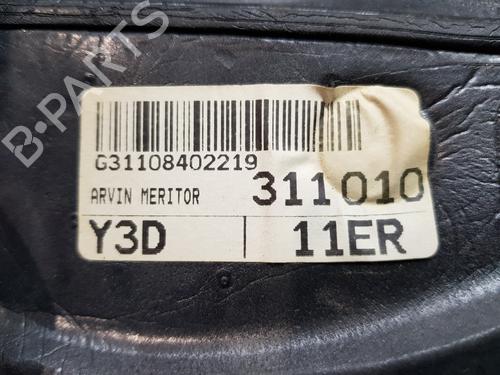 B-PARTS
G31108402219
ARVIN MERITOR 311010
Y3D 11ER